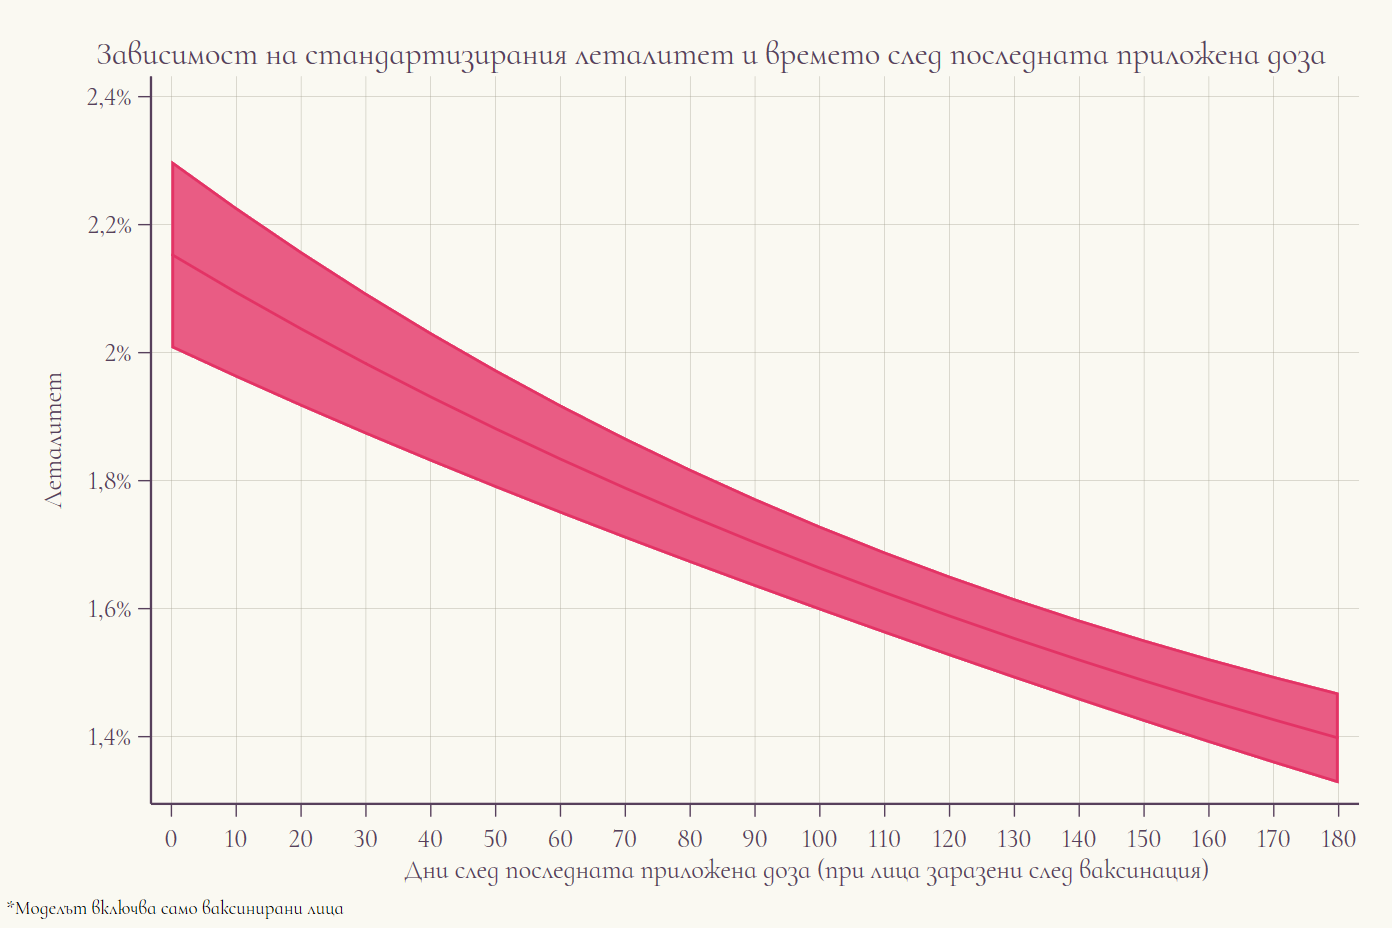 Зависимост на стандартизирания леталитет и времето след последната приложена доза
2,4%
2,2%
2%
1,8%
1,6%
1,4%
Леталитет
0 10 20 30 40 50 60 70 80 90 100 110 120 130 140 150 160 170 180
Дни след последната приложена доза (при лица заразени след ваксинация)
*Моделът включва само ваксинирани лица